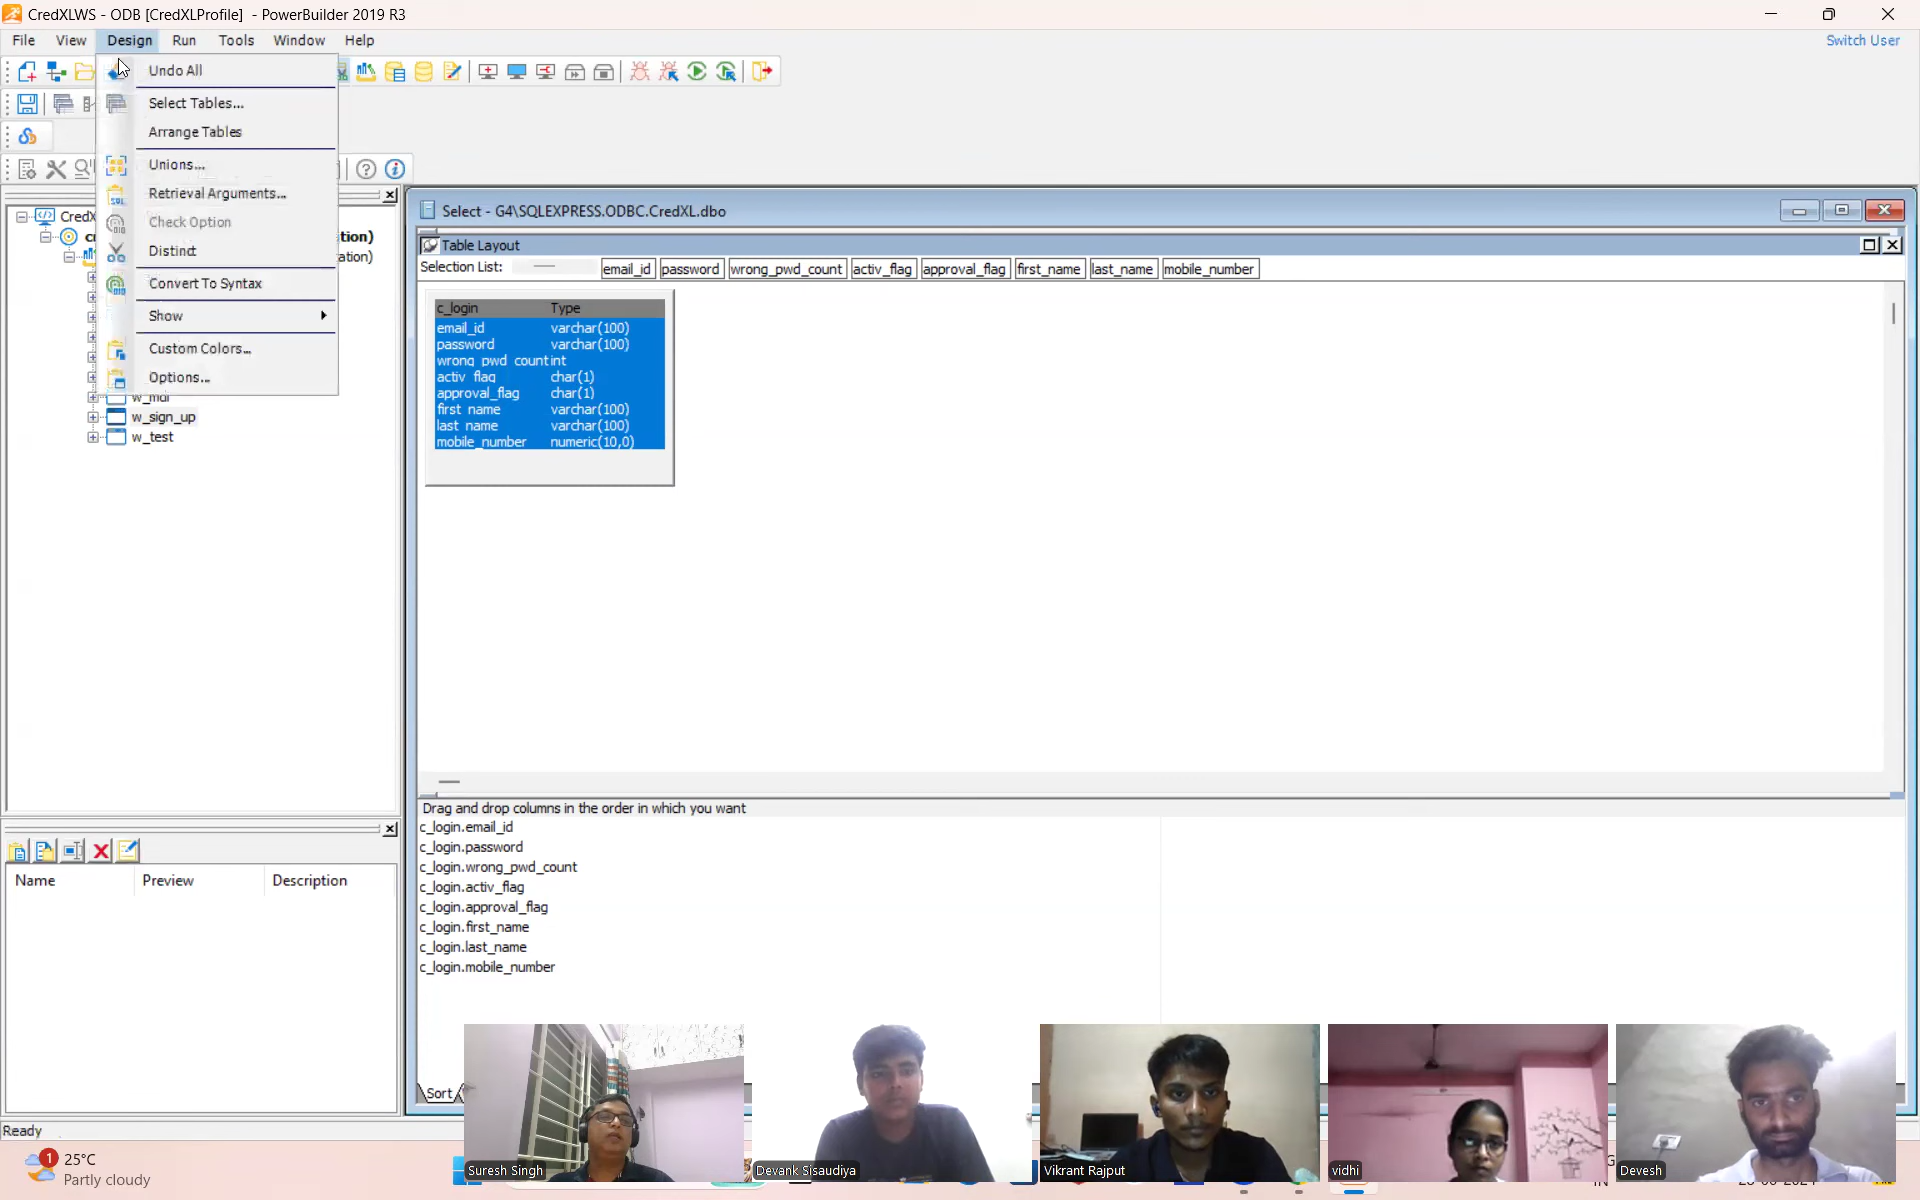 CredXLWS - ODB [CredXLProfile] - PowerBuilder 2019 R3
File View Design Run Tools Window Help
Switch User
Undo All
Select Tables...
Arrange Tables
Unions...
Retrieval Arguments...
Check Option
Distinct
Convert To Syntax
Show
Custom Colors...
Options...
CredX
tion)
ation)
w_mdi
w_sign_up
w_test
Select - G4\SQLEXPRESS.ODBC.CredXL.dbo
Table Layout
Selection List: email_id password wrong_pwd_count activ_flag approval_flag first_name last_name mobile_number
c_login Type
email_id varchar(100)
password varchar(100)
wrong_pwd_count int
activ_flag char(1)
approval_flag char(1)
first_name varchar(100)
last_name varchar(100)
mobile_number numeric(10,0)
Drag and drop columns in the order in which you want
c_login.email_id
c_login.password
c_login.wrong_pwd_count
c_login.activ_flag
c_login.approval_flag
c_login.first_name
c_login.last_name
c_login.mobile_number
Name Preview Description
Sort
Ready
1
25°C
Partly cloudy
Suresh Singh
Devank Sisaudiya
Vikrant Rajput
vidhi
Devesh